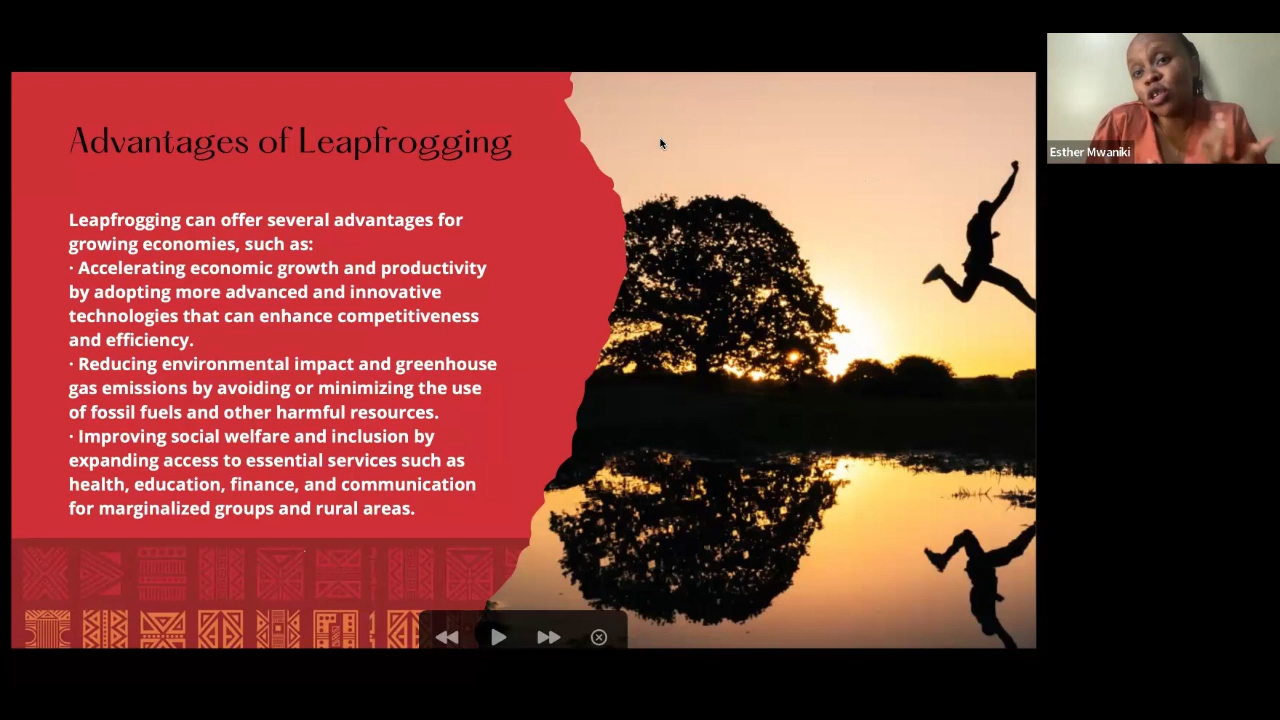 Advantages of Leapfrogging
Leapfrogging can offer several advantages for
growing economies, such as:
· Accelerating economic growth and productivity
by adopting more advanced and innovative
technologies that can enhance competitiveness
and efficiency.
· Reducing environmental impact and greenhouse
gas emissions by avoiding or minimizing the use
of fossil fuels and other harmful resources.
· Improving social welfare and inclusion by
expanding access to essential services such as
health, education, finance, and communication
for marginalized groups and rural areas.
Esther Mwaniki